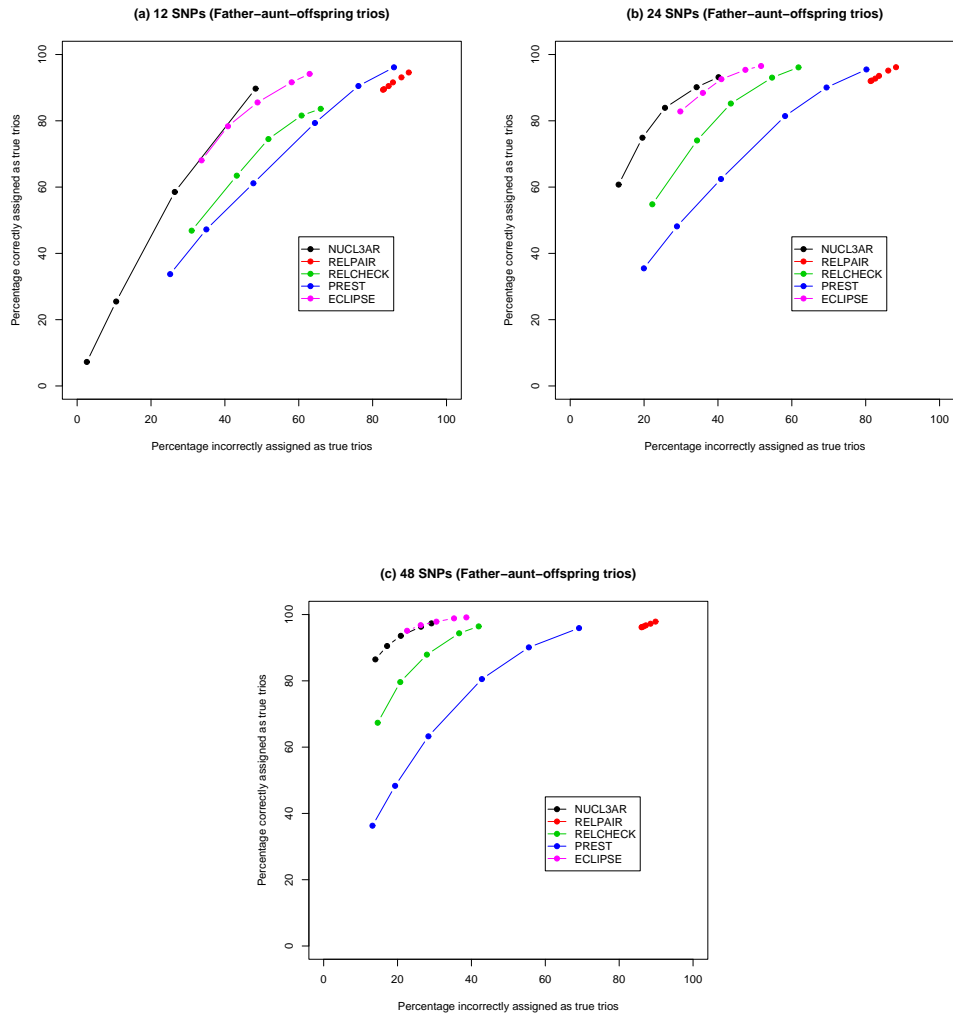 (a) 12 SNPs (Father−aunt−offspring trios)
Percentage correctly assigned as true trios
100
80
60
40
20
0
NUCL3AR
RELPAIR
RELCHECK
PREST
ECLIPSE
0 20 40 60 80 100
Percentage incorrectly assigned as true trios
(b) 24 SNPs (Father−aunt−offspring trios)
Percentage correctly assigned as true trios
100
80
60
40
20
0
NUCL3AR
RELPAIR
RELCHECK
PREST
ECLIPSE
0 20 40 60 80 100
Percentage incorrectly assigned as true trios
(c) 48 SNPs (Father−aunt−offspring trios)
Percentage correctly assigned as true trios
100
80
60
40
20
0
NUCL3AR
RELPAIR
RELCHECK
PREST
ECLIPSE
0 20 40 60 80 100
Percentage incorrectly assigned as true trios